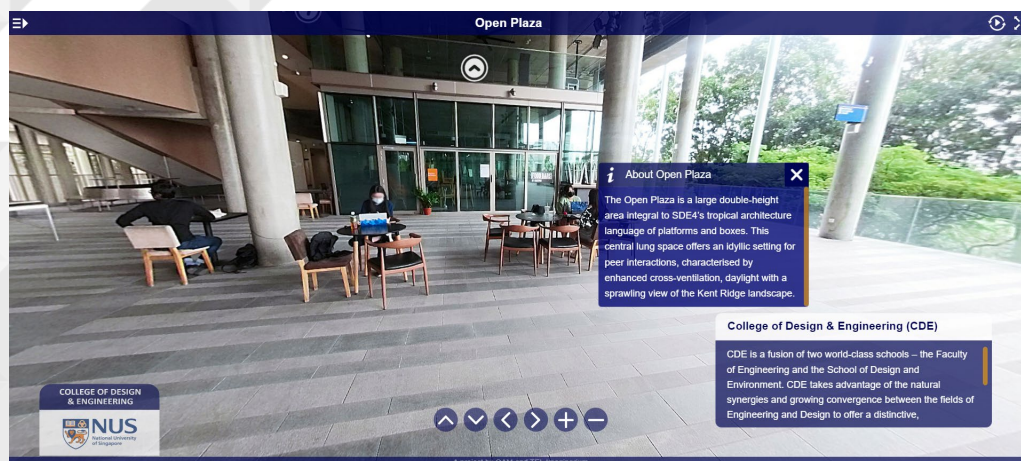 Open Plaza
About Open Plaza
The Open Plaza is a large double-height
area integral to SDE4's tropical architecture
language of platforms and boxes. This
central lung space offers an idyllic setting for
peer interactions, characterised by
enhanced cross-ventilation, daylight with a
sprawling view of the Kent Ridge landscape.
College of Design & Engineering (CDE)
CDE is a fusion of two world-class schools – the Faculty
of Engineering and the School of Design and
Environment. CDE takes advantage of the natural
synergies and growing convergence between the fields of
Engineering and Design to offer a distinctive,
COLLEGE OF DESIGN
& ENGINEERING
NUS
National University
of Singapore